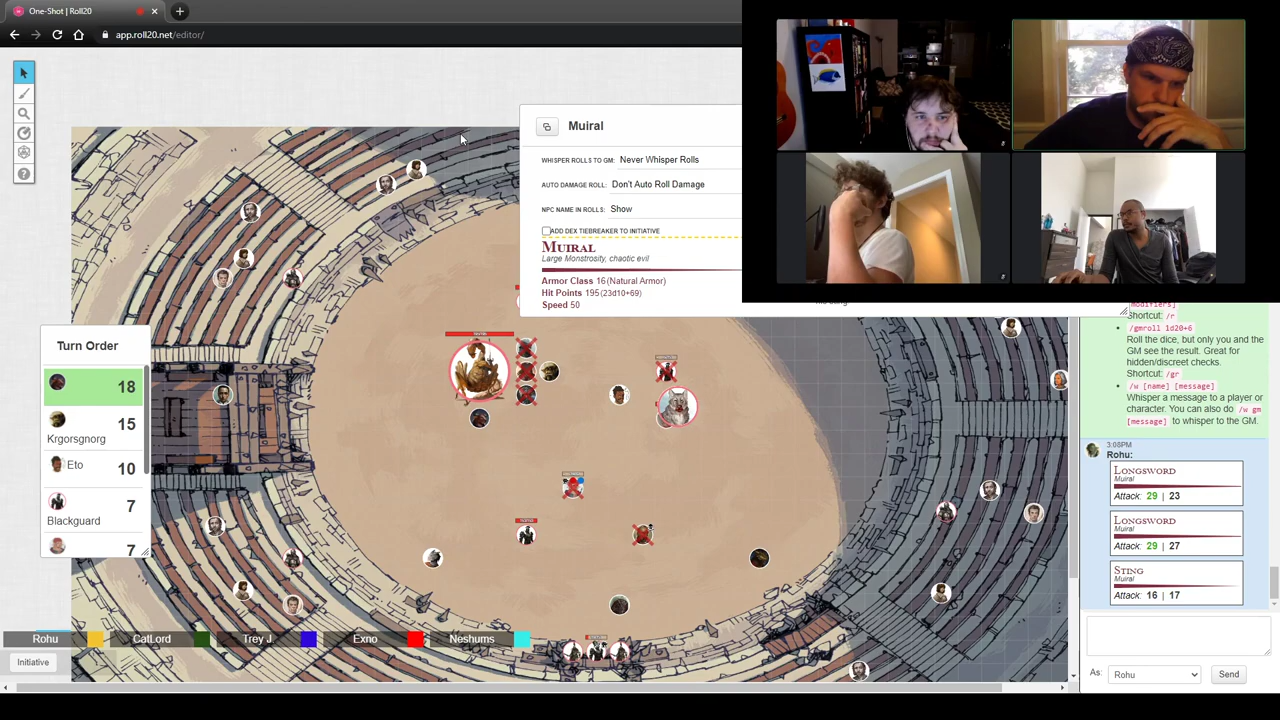 One-Shot | Roll20
app.roll20.net/editor/
Muiral
WHISPER ROLLS TO GM: Never Whisper Rolls
AUTO DAMAGE ROLL: Don't Auto Roll Damage
NPC NAME IN ROLLS: Show
ADD DEX TIEBREAKER TO INITIATIVE
MUIRAL
Large Monstrosity, chaotic evil
Armor Class 16 (Natural Armor)
Hit Points 195 (23d10+69)
Speed 50
Turn Order
18
15
Krgorsgnorg
Eto 10
7
Blackguard
7
modifiers]
Shortcut: /r
/gmroll 1d20+6
Roll the dice, but only you and the
GM see the result. Great for
hidden/discreet checks.
Shortcut: /gr
/w [name] [message]
Whisper a message to a player or
character. You can also do /w gm
[message] to whisper to the GM.
3:08PM
Rohu:
LONGSWORD
Muiral
Attack: 29 | 23
LONGSWORD
Muiral
Attack: 29 | 27
STING
Muiral
Attack: 16 | 17
Rohu
CatLord
Trey J
Exno
Neshums
Initiative
As: Rohu
Send